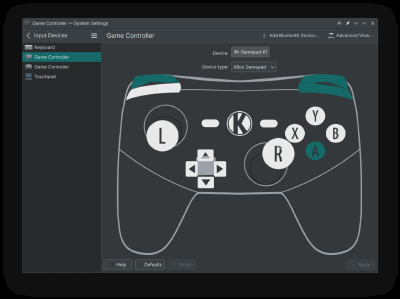 Game Controller — System Settings
Input Devices
Game Controller
Add Bluetooth Device...
Advanced View...
Keyboard
Game Controller
Game Controller
Touchpad
Device:
Gamepad #1
Device type:
XBox Gamepad
L
K
Y
X
B
R
A
Help
Defaults
Reset
Apply